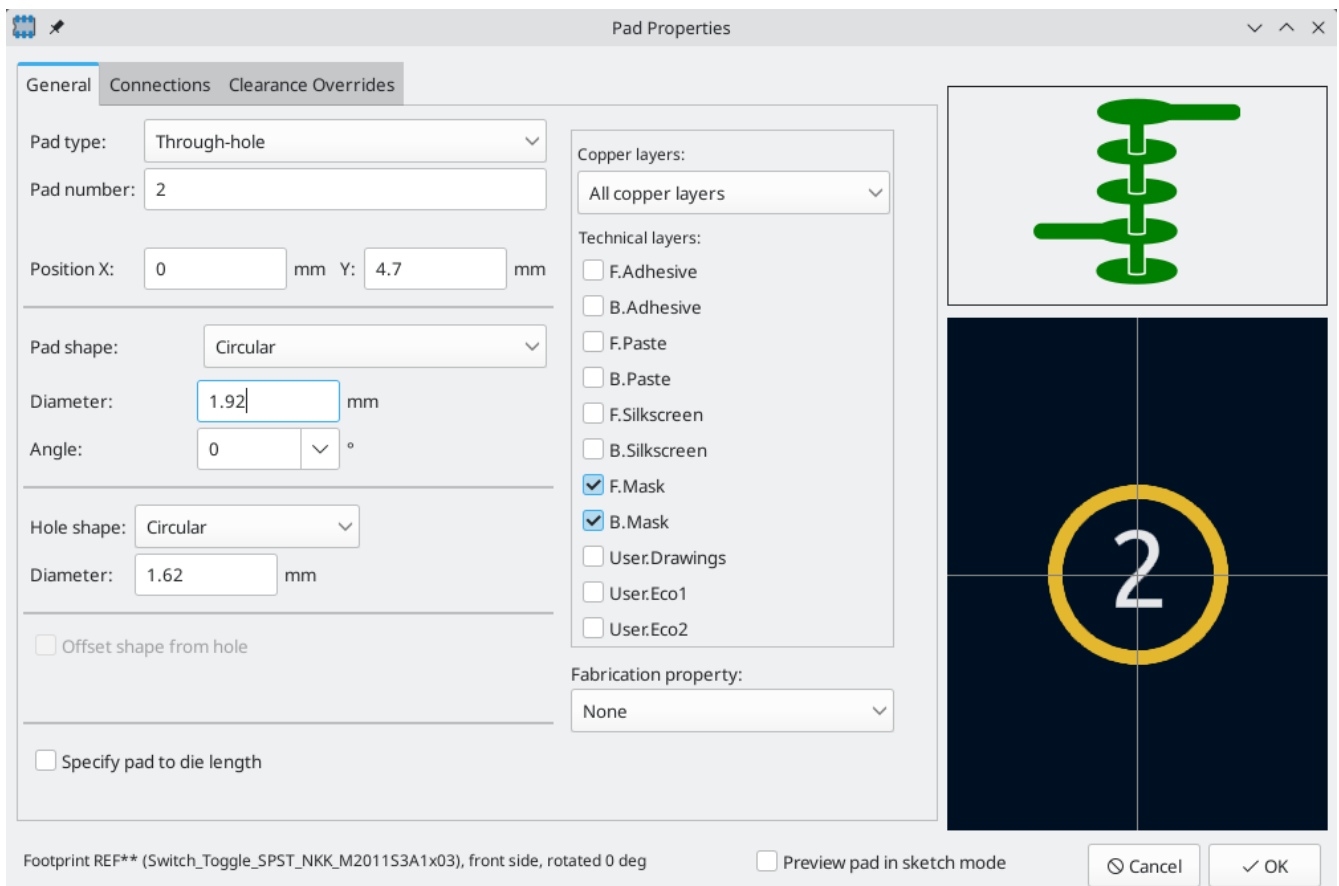 Pad Properties
General Connections Clearance Overrides
Pad type: Through-hole
Pad number: 2
Position X: 0 mm Y: 4.7 mm
Pad shape: Circular
Diameter: 1.92 mm
Angle: 0 °
Hole shape: Circular
Diameter: 1.62 mm
Offset shape from hole
Specify pad to die length
Copper layers:
All copper layers
Technical layers:
F.Adhesive
B.Adhesive
F.Paste
B.Paste
F.Silkscreen
B.Silkscreen
F.Mask
B.Mask
User.Drawings
User.Eco1
User.Eco2
Fabrication property:
None
2
Footprint REF** (Switch_Toggle_SPST_NKK_M2011S3A1x03), front side, rotated 0 deg
Preview pad in sketch mode
Cancel
OK